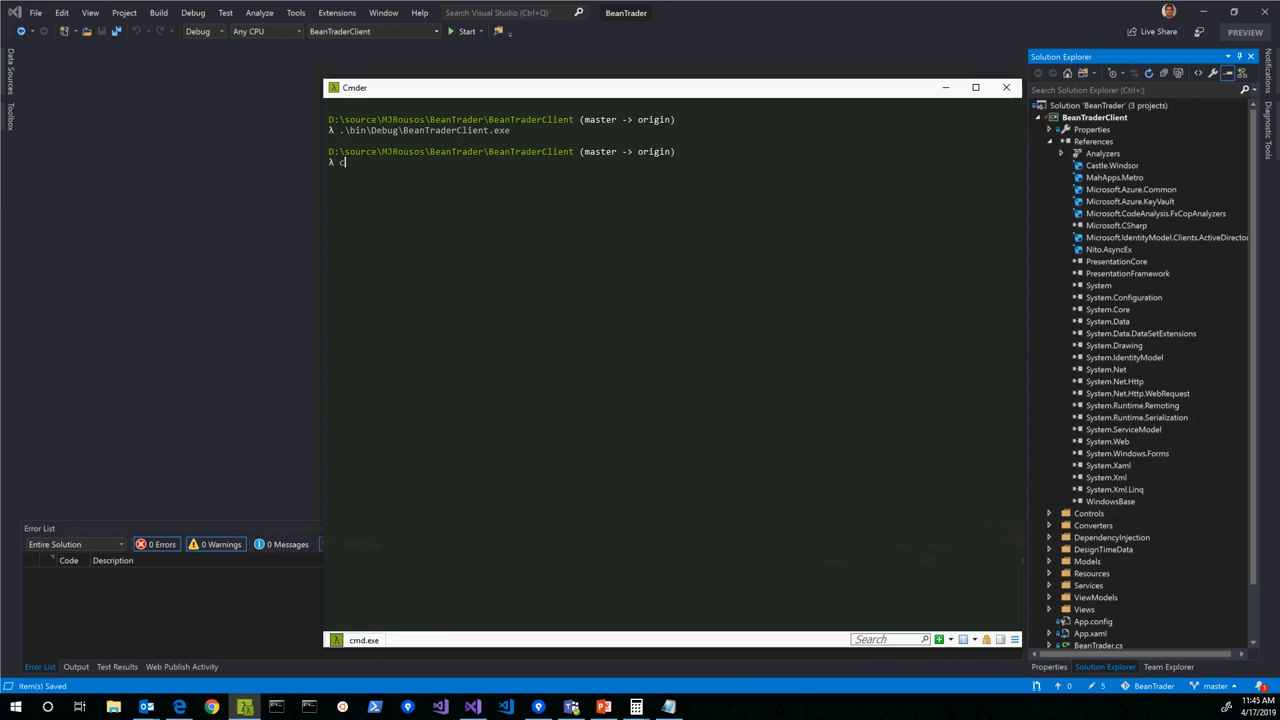 File Edit View Project Build Debug Test Analyze Tools Extensions Window Help Search Visual Studio (Ctrl+Q) BeanTrader
Debug Any CPU BeanTraderClient Start Live Share PREVIEW
Data Sources
Toolbox
Cmder
D:\source\MJRousos\BeanTrader\BeanTraderClient (master -> origin)
λ .\bin\Debug\BeanTraderClient.exe
D:\source\MJRousos\BeanTrader\BeanTraderClient (master -> origin)
λ c
cmd.exe Search
Solution Explorer
Search Solution Explorer (Ctrl+;)
Solution 'BeanTrader' (3 projects)
BeanTraderClient
Properties
References
Analyzers
Castle.Windsor
MahApps.Metro
Microsoft.Azure.Common
Microsoft.Azure.KeyVault
Microsoft.CodeAnalysis.FxCopAnalyzers
Microsoft.CSharp
Microsoft.IdentityModel.Clients.ActiveDirector
Nito.AsyncEx
PresentationCore
PresentationFramework
System
System.Configuration
System.Core
System.Data
System.Data.DataSetExtensions
System.Drawing
System.IdentityModel
System.Net
System.Net.Http
System.Net.Http.WebRequest
System.Runtime.Remoting
System.Runtime.Serialization
System.ServiceModel
System.Web
System.Windows.Forms
System.Xaml
System.Xml
System.Xml.Linq
WindowsBase
Controls
Converters
DependencyInjection
DesignTimeData
Models
Resources
Services
ViewModels
Views
App.config
App.xaml
BeanTrader.cs
Properties Solution Explorer Team Explorer
Notifications
Diagnostic Tools
Error List
Entire Solution 0 Errors 0 Warnings 0 Messages
Code Description
Error List Output Test Results Web Publish Activity
Item(s) Saved 0 5 BeanTrader master 1
11:45 AM
4/17/2019